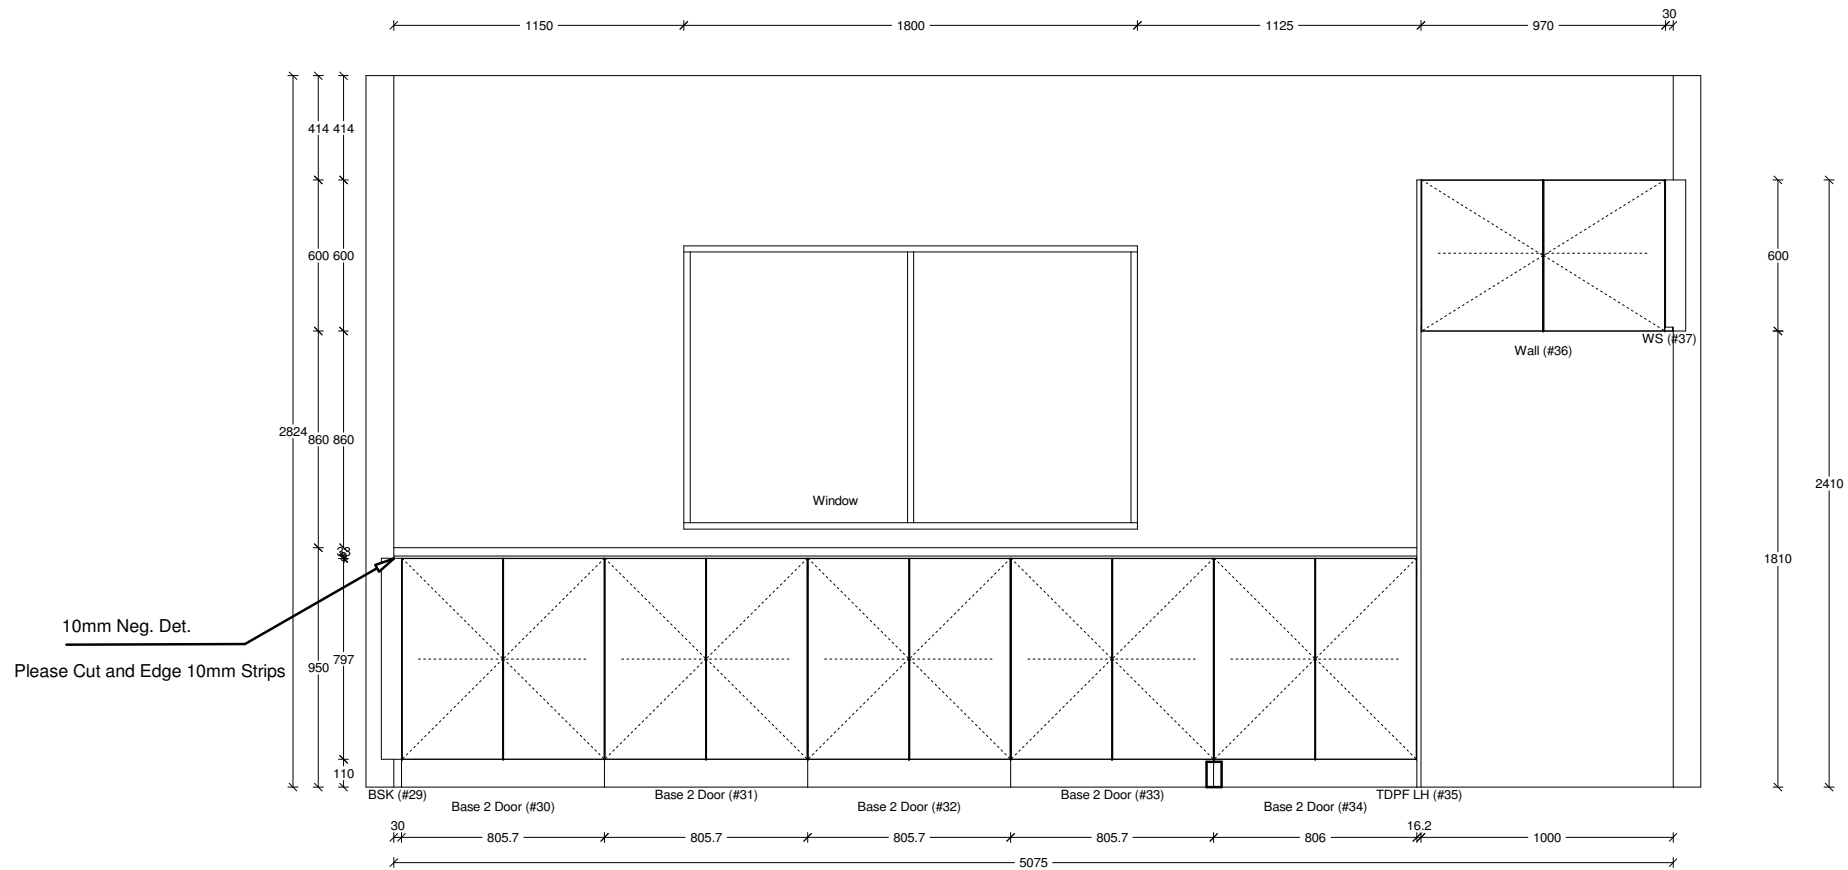 1150 1800 1125 970 30
414 414
600 600
600
WS (#37)
Wall (#36)
2824
860 860
2410
Window
33
1810
10mm Neg. Det.
Please Cut and Edge 10mm Strips
950 797
110
BSK (#29)
Base 2 Door (#30)
Base 2 Door (#31)
Base 2 Door (#32)
Base 2 Door (#33)
Base 2 Door (#34)
TDPF LH (#35)
30 805.7 805.7 805.7 805.7 806 16.2 1000
5075